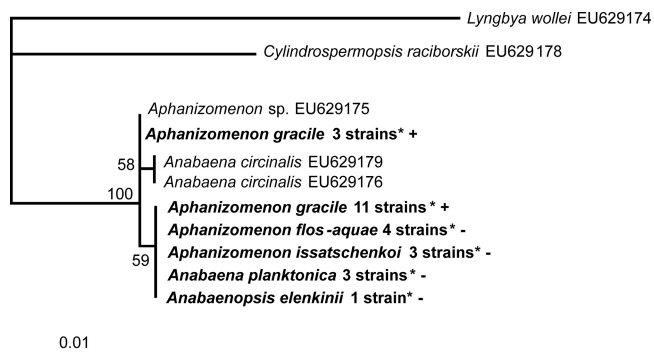 Lyngbya wollei EU629174
Cylindrospermopsis raciborskii EU629178
Aphanizomenon sp. EU629175
Aphanizomenon gracile 3 strains* +
58
Anabaena circinalis EU629179
Anabaena circinalis EU629176
100
Aphanizomenon gracile 11 strains* +
Aphanizomenon flos-aquae 4 strains* -
Aphanizomenon issatschenkoi 3 strains* -
59
Anabaena planktonica 3 strains* -
Anabaenopsis elenkinii 1 strain* -
0.01